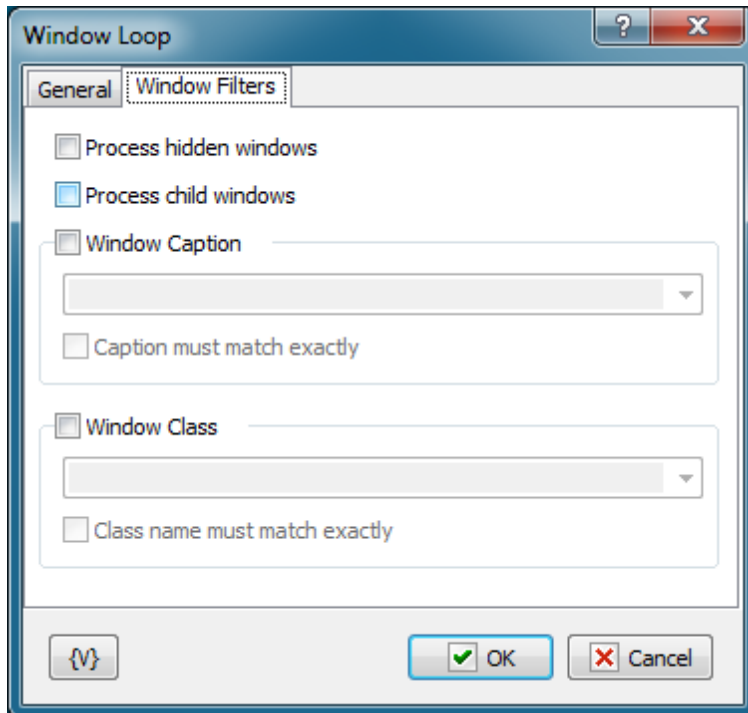 Window Loop
?
General
Window Filters
Process hidden windows
Process child windows
Window Caption
Caption must match exactly
Window Class
Class name must match exactly
{V}
OK
Cancel